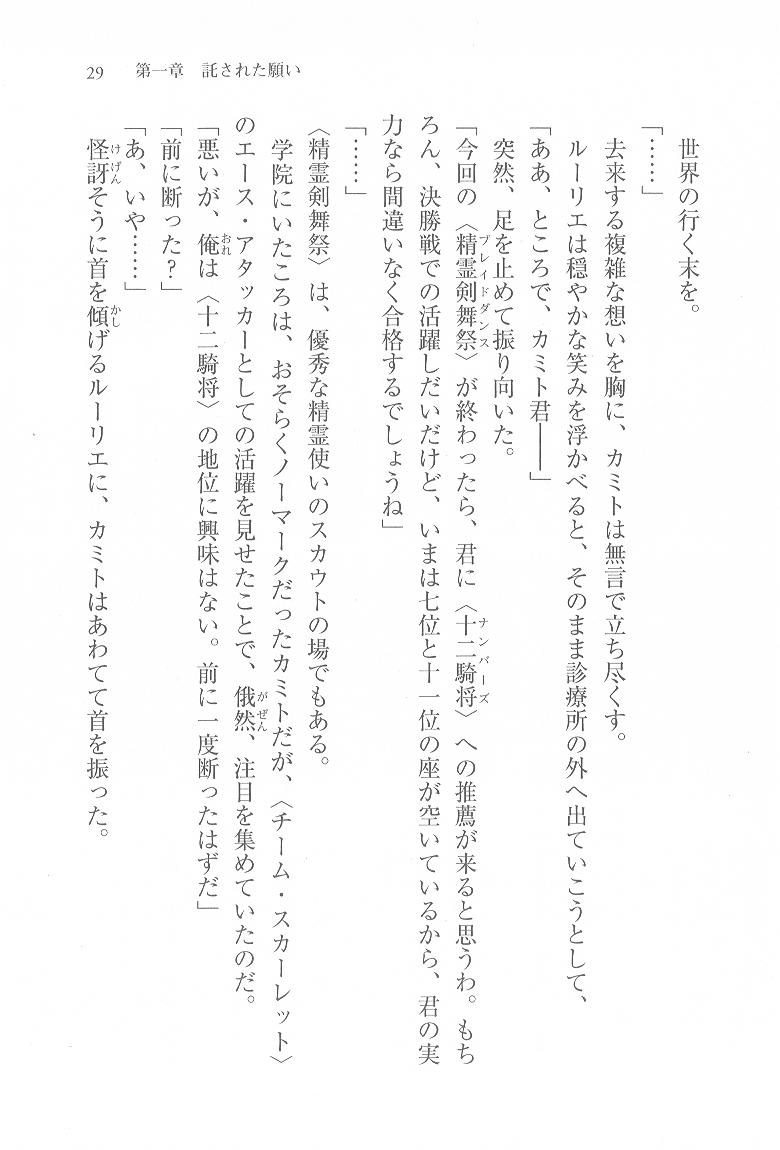 29　第一章　託された願い
世界の行く末を。
「……」
去来する複雑な想いを胸に、カミトは無言で立ち尽くす。
ルーリエは穏やかな笑みを浮かべると、そのまま診療所の外へ出ていこうとして、
「ああ、ところで、カミト君――」
突然、足を止めて振り向いた。
「今回の〈精霊剣舞祭〉が終わったら、君に〈十二騎将〉への推薦が来ると思うわ。もち
ブレイドダンス
ナンバーズ
ろん、決勝戦での活躍しだいだけど、いまは七位と十一位の座が空いているから、君の実
力なら間違いなく合格するでしょうね」
「……」
〈精霊剣舞祭〉は、優秀な精霊使いのスカウトの場でもある。
学院にいたころは、おそらくノーマークだったカミトだが、〈チーム・スカーレット〉
のエース・アタッカーとしての活躍を見せたことで、俄然、注目を集めていたのだ。
がぜん
「悪いが、俺は〈十二騎将〉の地位に興味はない。前に一度断ったはずだ」
おれ
「前に断った？」
「あ、いや……」
怪訝そうに首を傾げるルーリエに、カミトはあわてて首を振った。
けげん
かし